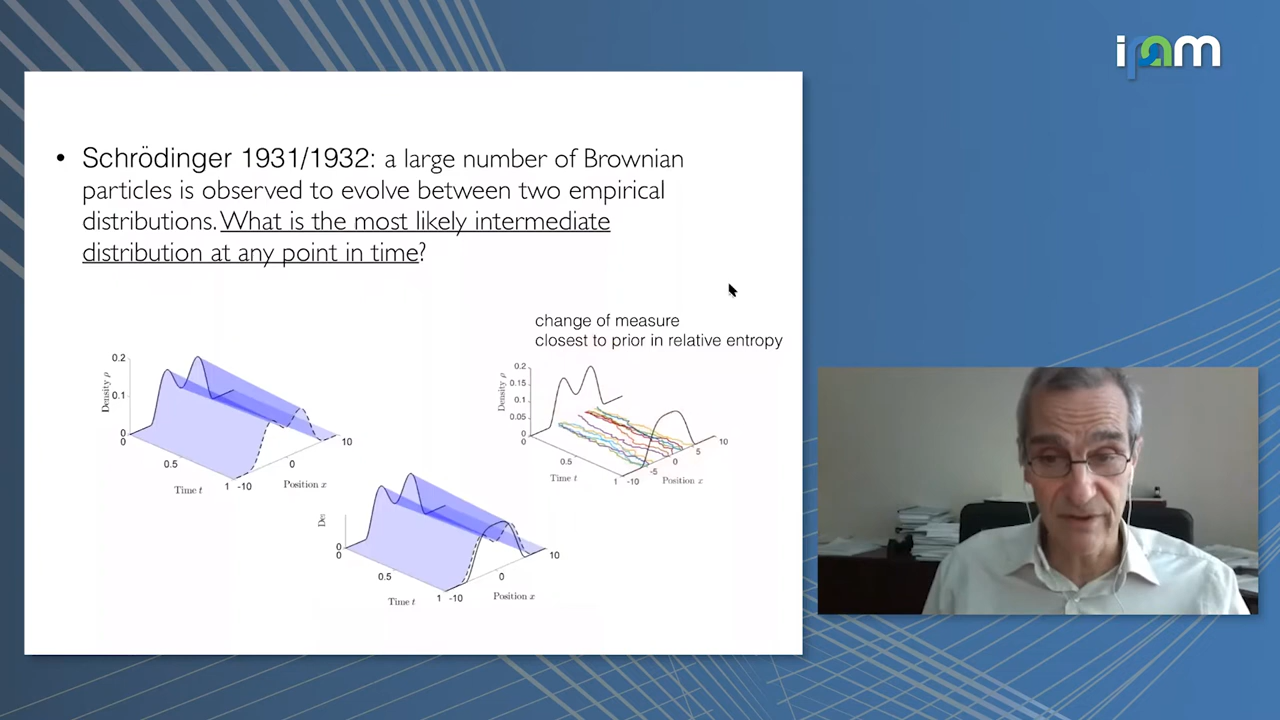 ipam
• Schrödinger 1931/1932: a large number of Brownian
particles is observed to evolve between two empirical
distributions. What is the most likely intermediate
distribution at any point in time?
change of measure
closest to prior in relative entropy
0.2
0.1
0
0
0.5
1
-10
0
10
Density ρ
Time t
Position x
0.2
0.15
0.1
0.05
0
0
0.5
1
-10
-5
0
5
10
Density ρ
Time t
Position x
De
0
0
0.5
1
-10
0
10
Time t
Position x